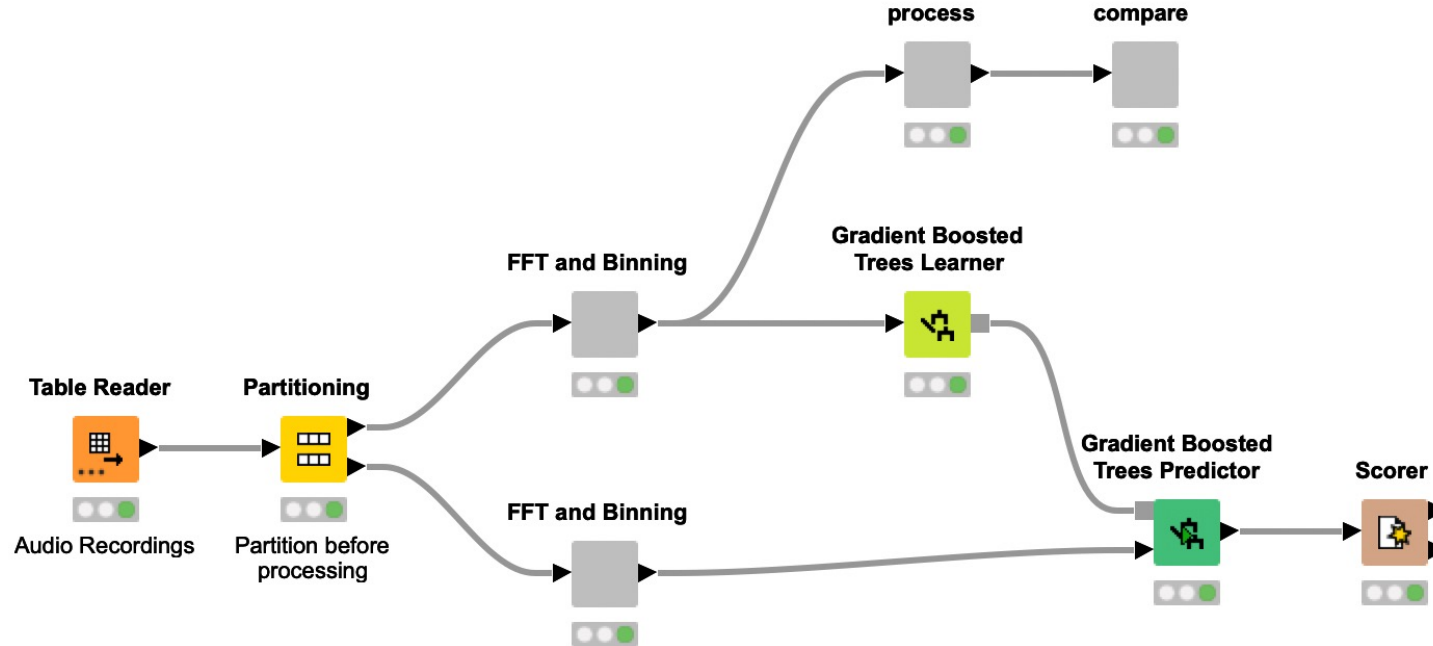 process
compare
Gradient Boosted
Trees Learner
FFT and Binning
Table Reader
Partitioning
Gradient Boosted
Trees Predictor
Scorer
FFT and Binning
Audio Recordings
Partition before
processing